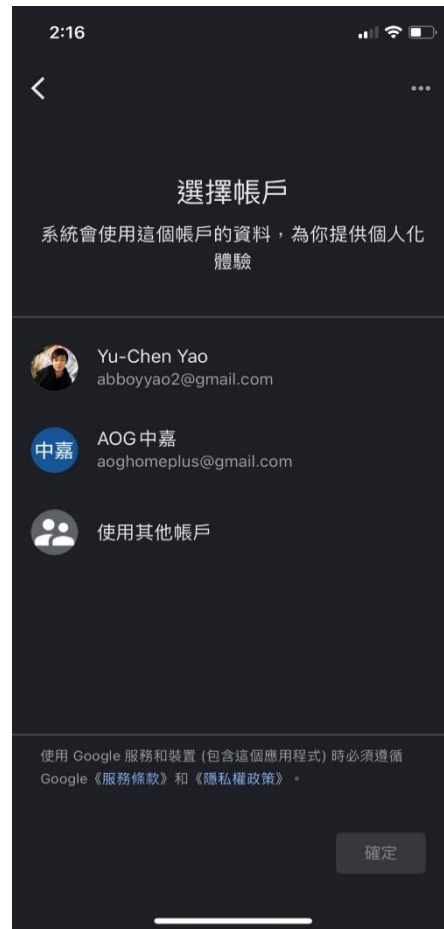 2:16
選擇帳戶
系統會使用這個帳戶的資料，為你提供個人化
體驗
Yu-Chen Yao
abboyyao2@gmail.com
中嘉
AOG中嘉
aoghomeplus@gmail.com
使用其他帳戶
使用 Google 服務和裝置 (包含這個應用程式) 時必須遵循
Google《服務條款》和《隱私權政策》。
確定